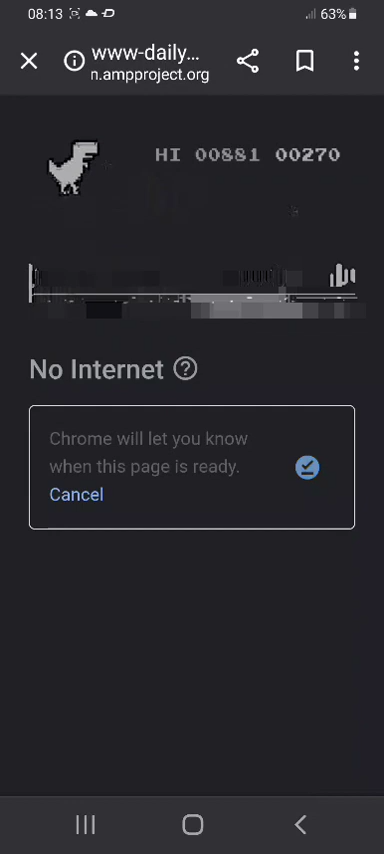 08:13 63%
www-daily...
n.ampproject.org
HI 00881 00270
No Internet
Chrome will let you know
when this page is ready.
Cancel